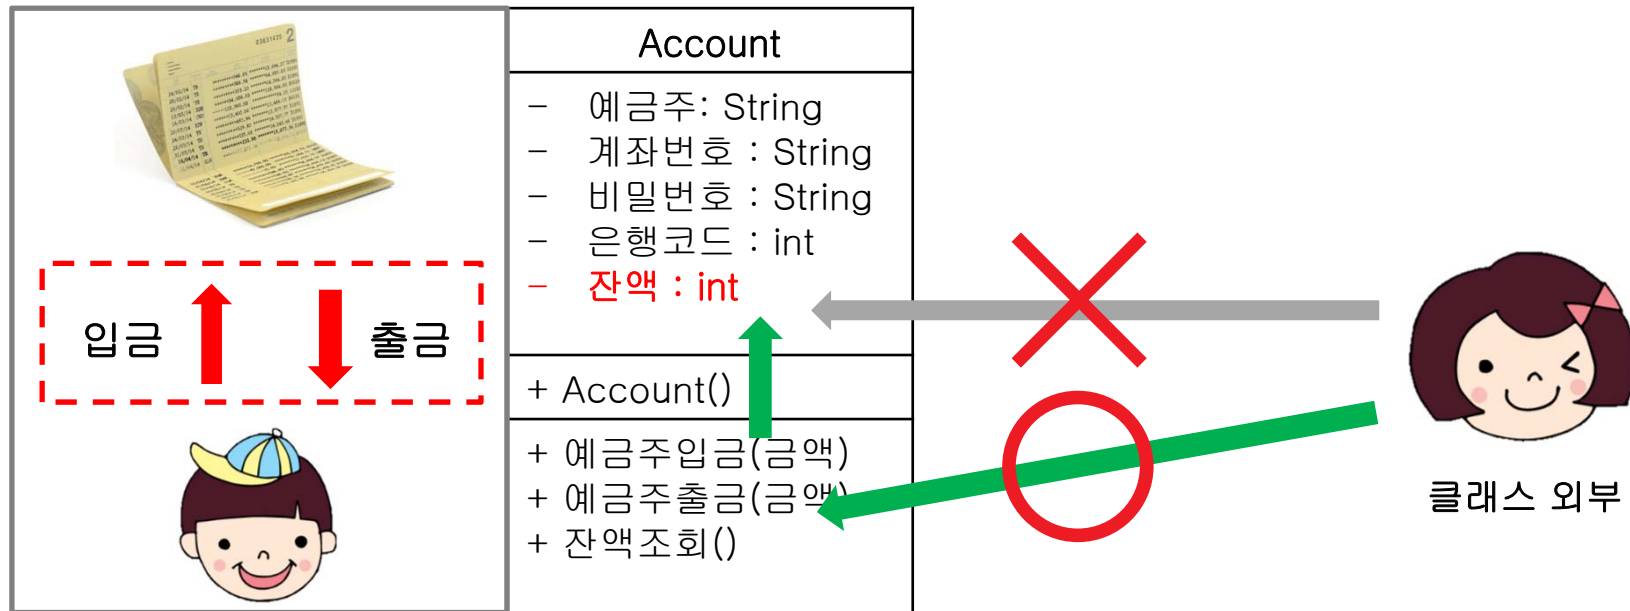 Account
- 예금주: String
- 계좌번호 : String
- 비밀번호 : String
- 은행코드 : int
- 잔액 : int
입금
출금
+ Account()
+ 예금주입금(금액)
+ 예금주출금(금액)
+ 잔액조회()
클래스 외부